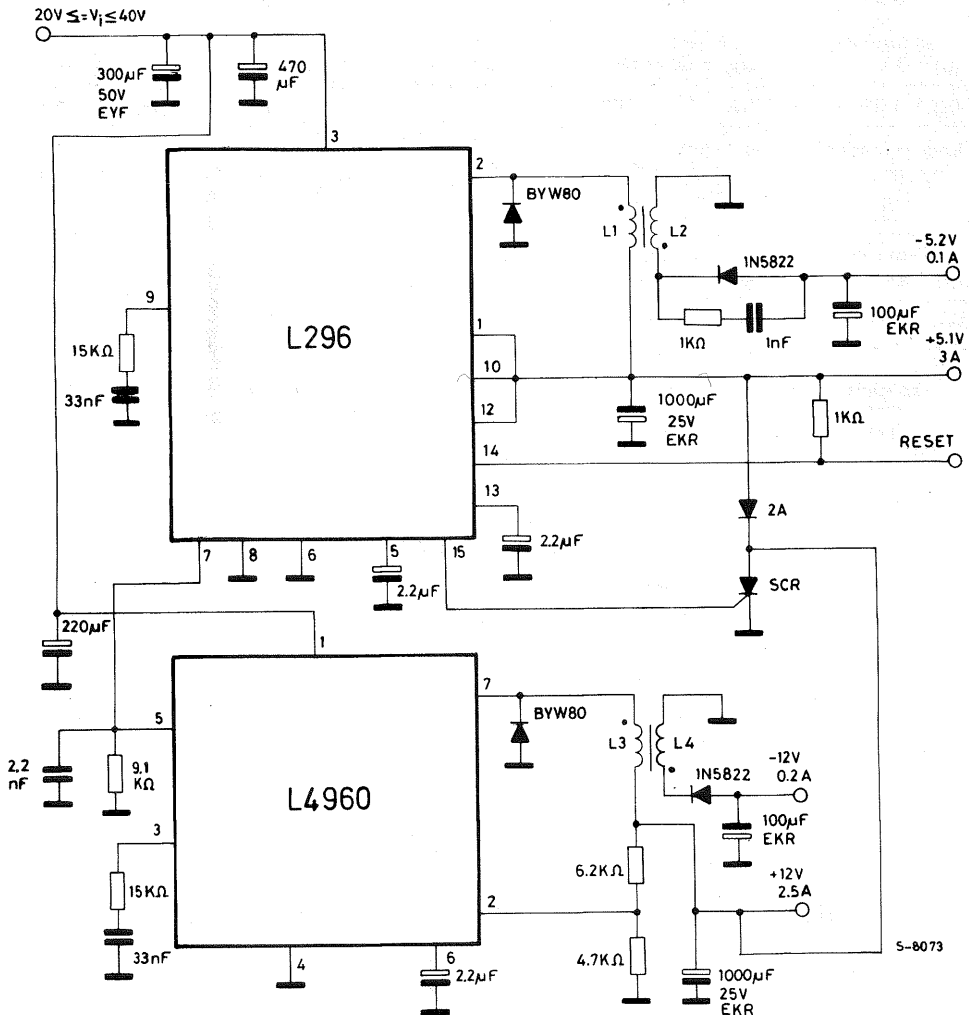 20V ≤=Vi≤40V
300µF
50V
EYF
470
µF
3
2
BYW80
L1
L2
-5.2V
0.1A
1N5822
1KΩ
1nF
100µF
EKR
9
15KΩ
33nF
L296
1
10
12
14
13
+5.1V
3A
1000µF
25V
EKR
1KΩ
RESET
2A
2.2µF
7
8
6
5
15
2.2µF
SCR
220µF
1
7
BYW80
L3
L4
5
2,2
nF
9.1
KΩ
L4960
1N5822
-12V
0.2A
100µF
EKR
3
15KΩ
33nF
6.2KΩ
+12V
2.5A
2
4
6
2,2µF
4.7KΩ
1000µF
25V
EKR
S-8073